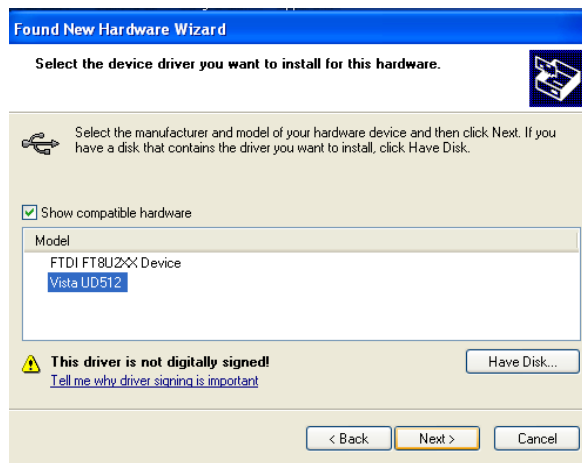 Found New Hardware Wizard
Select the device driver you want to install for this hardware.
Select the manufacturer and model of your hardware device and then click Next. If you
have a disk that contains the driver you want to install, click Have Disk.
Show compatible hardware
Model
FTDI FT8U2XX Device
Vista UD512
This driver is not digitally signed!
Have Disk...
Tell me why driver signing is important
< Back
Next >
Cancel